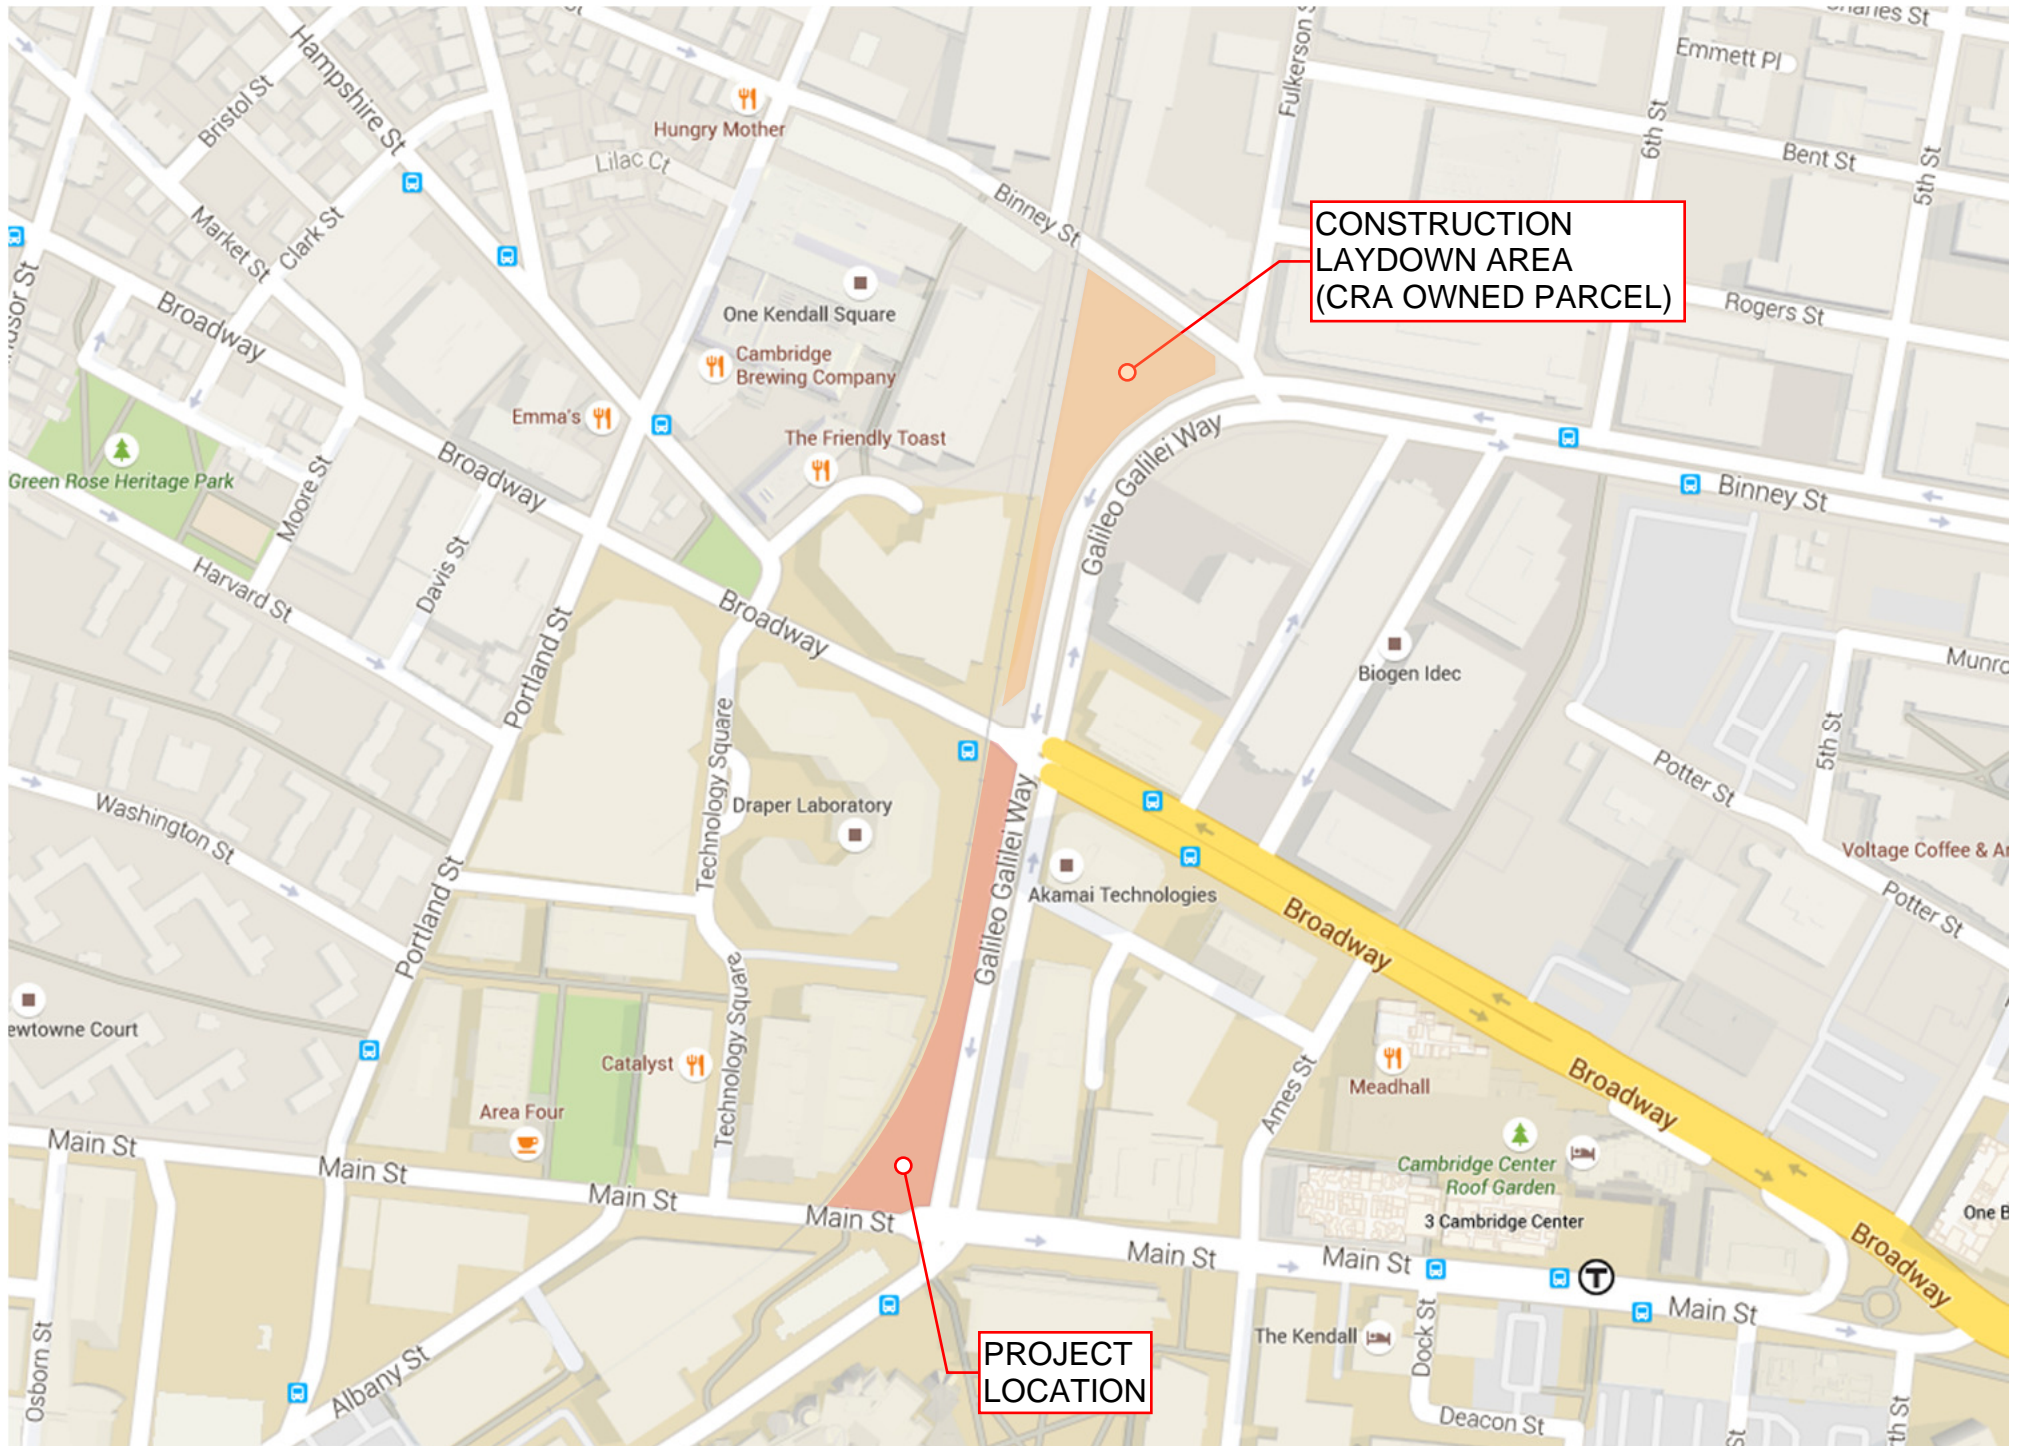 Charles St
Emmett Pl
Hampshire St
Bristol St
Fulkerson S
6th St
Bent St
5th St
Hungry Mother
Lilac Ct
Binney St
Market St
Clark St
CONSTRUCTION
LAYDOWN AREA
(CRA OWNED PARCEL)
Broadway
One Kendall Square
Rogers St
Cambridge
Brewing Company
Emma's
The Friendly Toast
Galileo Galilei Way
Broadway
Green Rose Heritage Park
Moore St
Binney St
Davis St
Harvard St
Broadway
Portland St
Biogen Idec
Munro
Technology Square
5th St
Potter St
Draper Laboratory
Galileo Galilei Way
Washington St
Voltage Coffee & Ar
Akamai Technologies
Potter St
Broadway
Portland St
ewtowne Court
Technology Square
Catalyst
Area Four
Ames St
Meadhall
Broadway
Main St
Main St
Main St
Main St
Cambridge Center
Roof Garden
3 Cambridge Center
One B
Main St
Main St
T
Broadway
Main St
Osborn St
Albany St
PROJECT
LOCATION
The Kendall
Dock St
Deacon St
St
th St